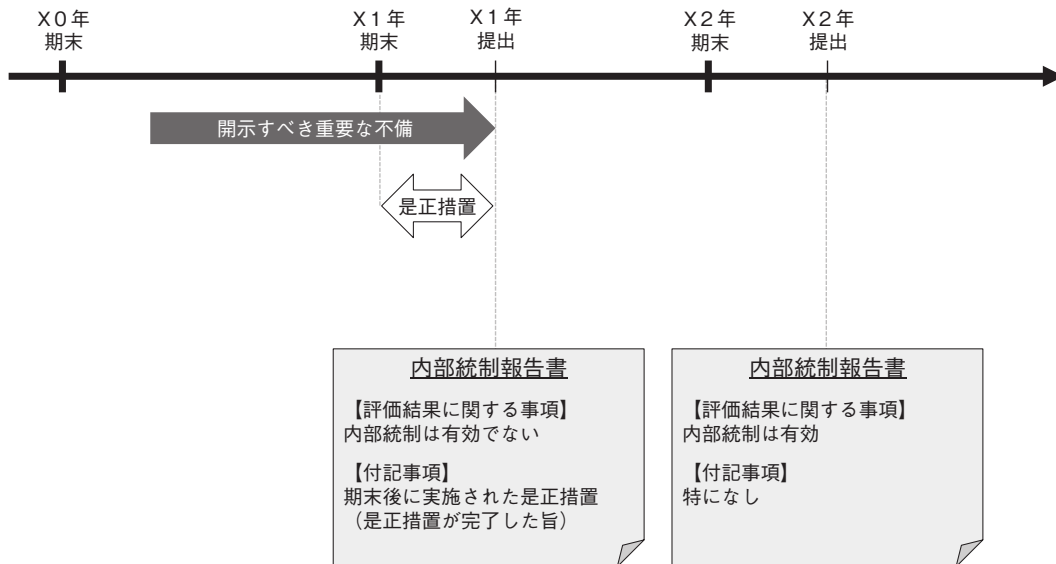 X0年
期末
X1年
期末
X1年
提出
X2年
期末
X2年
提出
開示すべき重要な不備
是正措置
内部統制報告書
【評価結果に関する事項】
内部統制は有効でない
【付記事項】
期末後に実施された是正措置
（是正措置が完了した旨）
内部統制報告書
【評価結果に関する事項】
内部統制は有効
【付記事項】
特になし